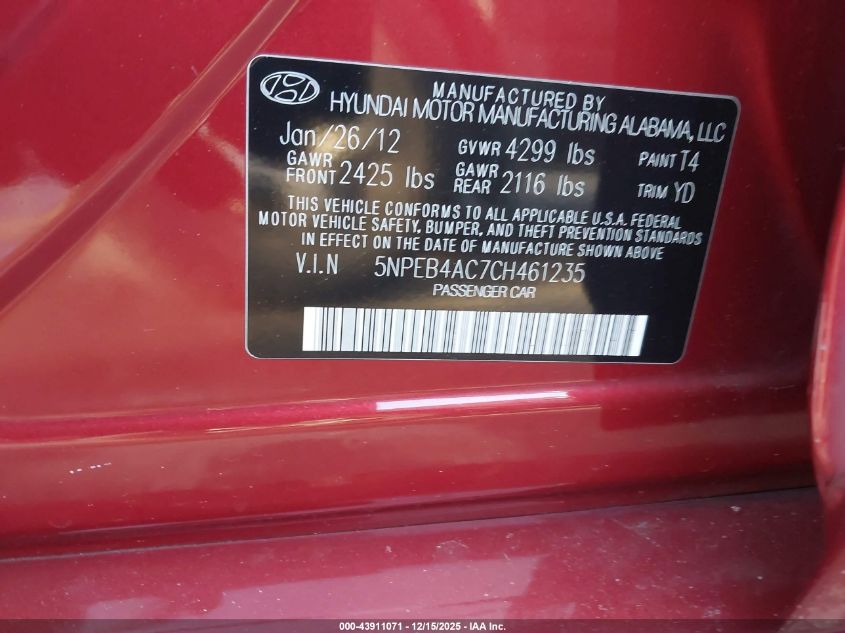 MANUFACTURED BY
HYUNDAI MOTOR MANUFACTURING ALABAMA, LLC
Jan/26/12 GVWR 4299 lbs PAINT T4
GAWR FRONT 2425 lbs GAWR REAR 2116 lbs TRIM YD
THIS VEHICLE CONFORMS TO ALL APPLICABLE U.S.A. FEDERAL
MOTOR VEHICLE SAFETY, BUMPER, AND THEFT PREVENTION STANDARDS
IN EFFECT ON THE DATE OF MANUFACTURE SHOWN ABOVE
V.I.N 5NPEB4AC7CH461235
PASSENGER CAR
000-43911071 - 12/15/2025 - IAA Inc.